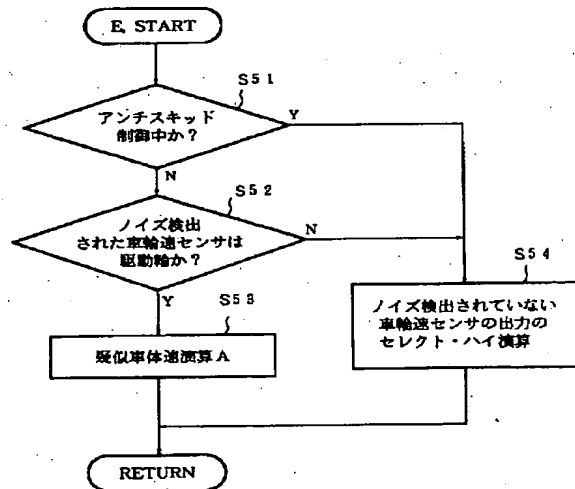 E, START
S51
アンチスキッド
制御中か?
Y
N
S52
ノイズ検出
された車輪速センサは
駆動輪か?
N
Y
S53
疑似車体速演算A
S54
ノイズ検出されていない
車輪速センサの出力の
セレクト・ハイ演算
RETURN